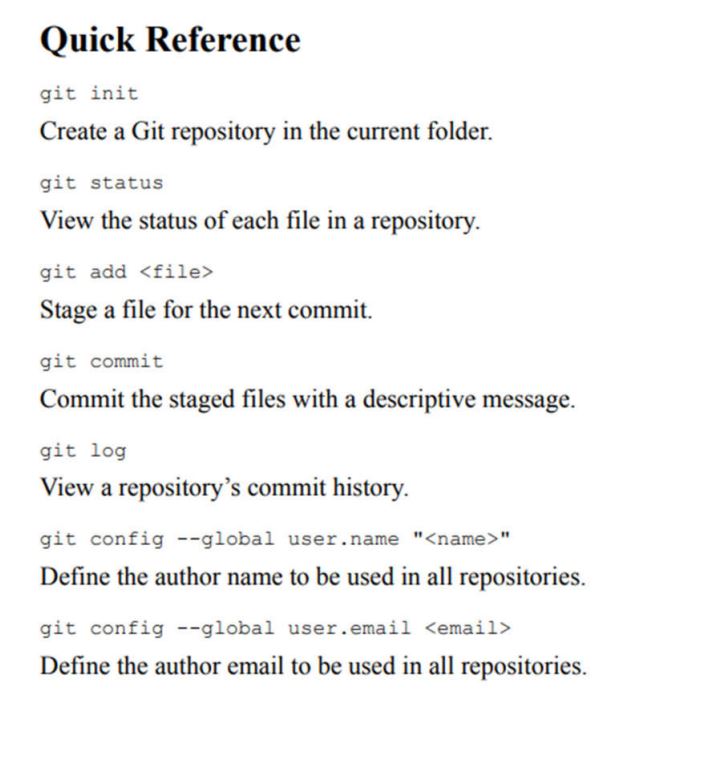 Quick Reference
git init
Create a Git repository in the current folder.
git status
View the status of each file in a repository.
git add <file>
Stage a file for the next commit.
git commit
Commit the staged files with a descriptive message.
git log
View a repository’s commit history.
git config --global user.name "<name>"
Define the author name to be used in all repositories.
git config --global user.email <email>
Define the author email to be used in all repositories.